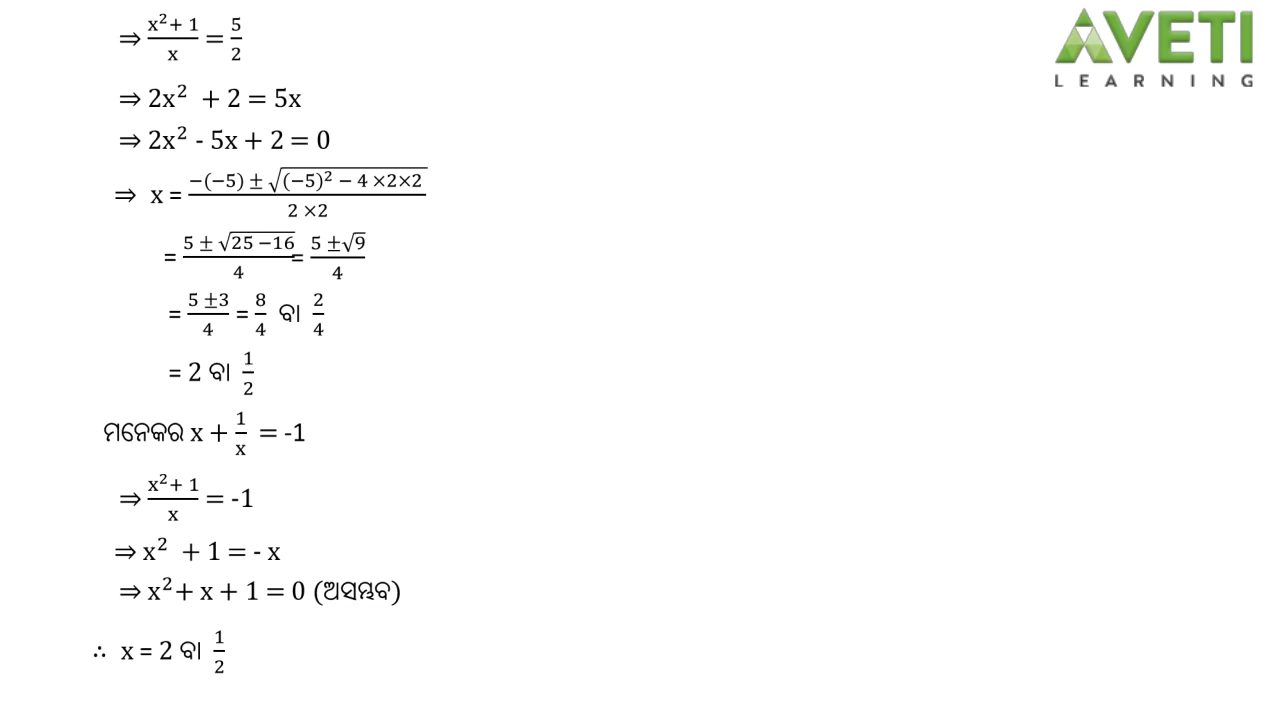 ⇒ (x² + 1)/x = 5/2
AVETI
LEARNING
⇒ 2x² + 2 = 5x
⇒ 2x² - 5x + 2 = 0
⇒ x = (−(−5) ± √((−5)² − 4 ×2×2))/(2 ×2)
= (5 ± √(25 −16))/4 = (5 ±√9)/4
= (5 ±3)/4 = 8/4 ବା 2/4
= 2 ବା 1/2
ମନେକର x + 1/x = -1
⇒ (x² + 1)/x = -1
⇒ x² + 1 = - x
⇒ x² + x + 1 = 0 (ଅସମ୍ଭବ)
∴ x = 2 ବା 1/2